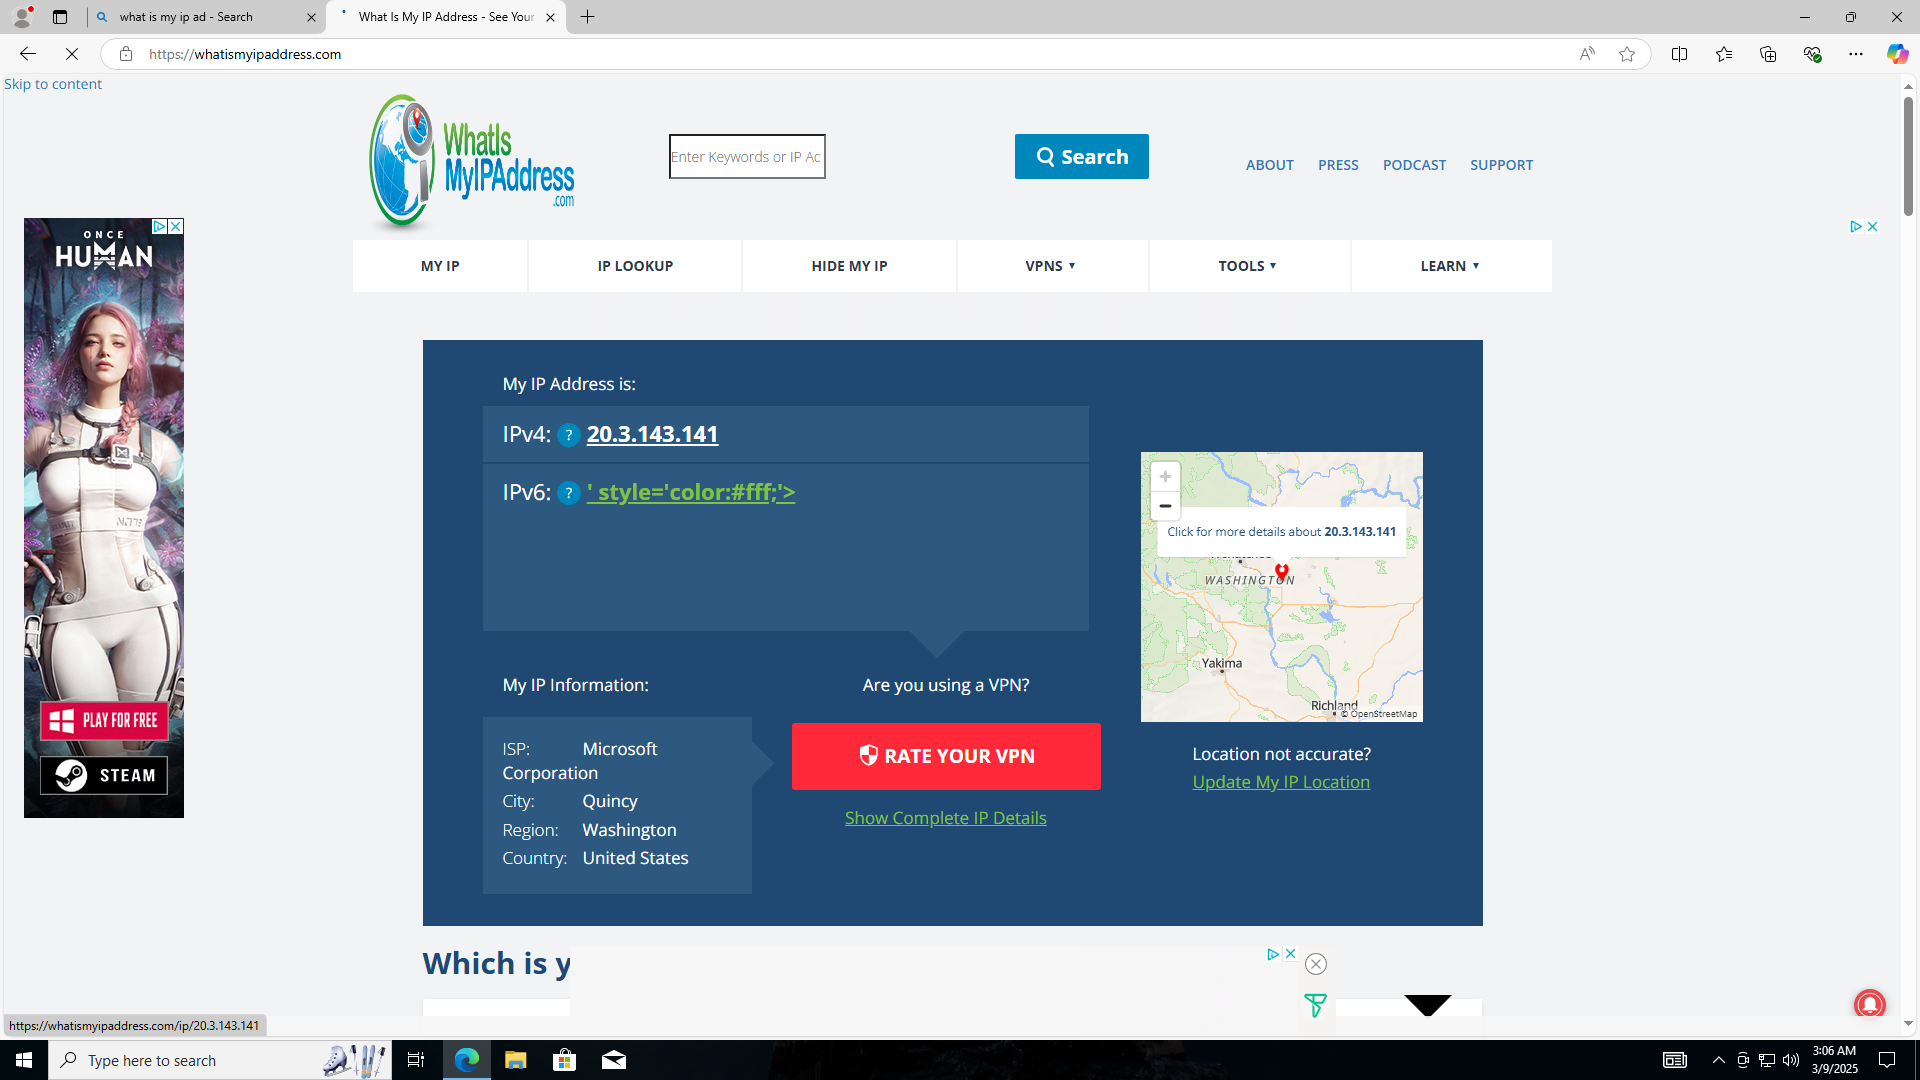 what is my ip ad - Search
What Is My IP Address - See Your
https://whatismyipaddress.com
Skip to content
WhatIs
MyIPAddress
.com
Enter Keywords or IP Ad
Search
ABOUT
PRESS
PODCAST
SUPPORT
MY IP
IP LOOKUP
HIDE MY IP
VPNS
TOOLS
LEARN
ONCE
HUMAN
PLAY FOR FREE
STEAM
My IP Address is:
IPv4: ? 20.3.143.141
IPv6: ? ' style='color:#fff;'>
+
−
Click for more details about 20.3.143.141
WASHINGTON
Yakima
Richland
© OpenStreetMap
My IP Information:
Are you using a VPN?
ISP: Microsoft
Corporation
City: Quincy
Region: Washington
Country: United States
RATE YOUR VPN
Show Complete IP Details
Location not accurate?
Update My IP Location
Which is y
https://whatismyipaddress.com/ip/20.3.143.141
Type here to search
3:06 AM
3/9/2025